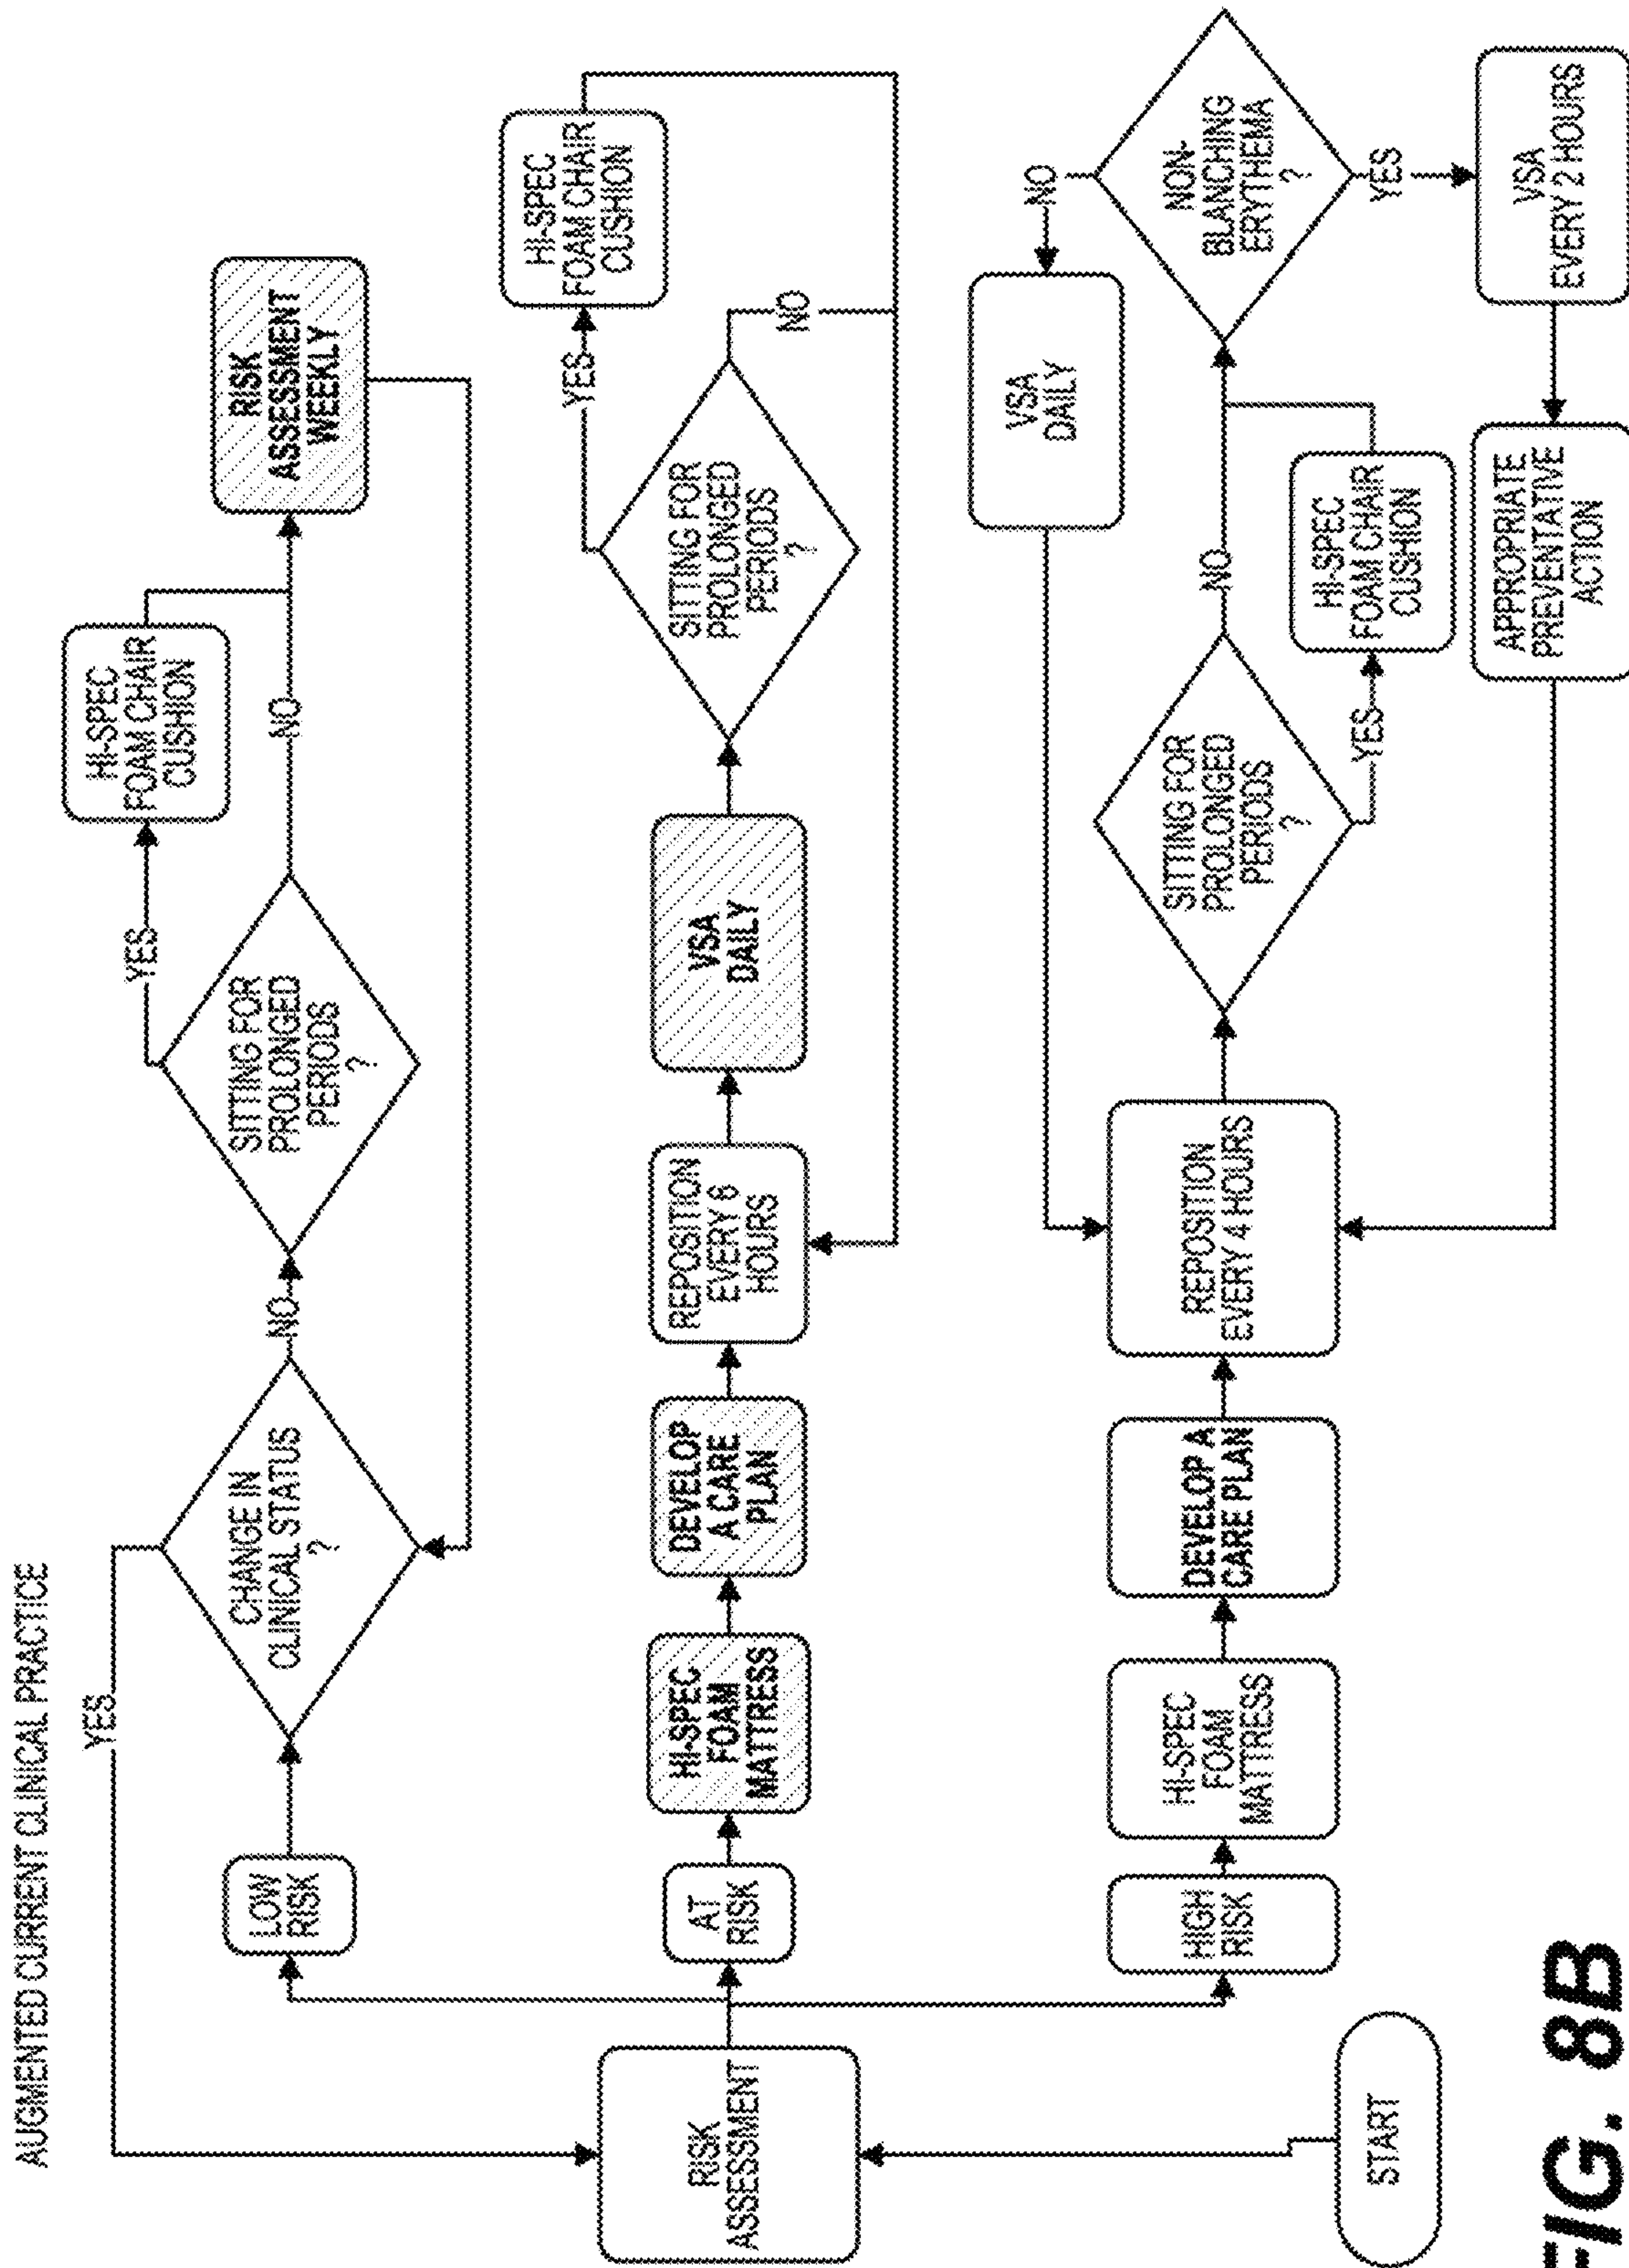 AUGMENTED CURRENT CLINICAL PRACTICE
YES
LOW
RISK
CHANGE IN
CLINICAL STATUS
?
NO
SITTING FOR
PROLONGED
PERIODS
?
YES
HI-SPEC
FOAM CHAIR
CUSHION
NO
RISK
ASSESSMENT
WEEKLY
RISK
ASSESSMENT
AT
RISK
HI-SPEC
FOAM
MATTRESS
DEVELOP
A CARE
PLAN
REPOSITION
EVERY 6
HOURS
VSA
DAILY
SITTING FOR
PROLONGED
PERIODS
?
YES
HI-SPEC
FOAM CHAIR
CUSHION
NO
HIGH
RISK
HI-SPEC
FOAM
MATTRESS
DEVELOP A
CARE PLAN
REPOSITION
EVERY 4 HOURS
SITTING FOR
PROLONGED
PERIODS
?
NO
YES
HI-SPEC
FOAM CHAIR
CUSHION
VSA
DAILY
NO
NON-
BLANCHING
ERYTHEMA
?
YES
VSA
EVERY 2 HOURS
APPROPRIATE
PREVENTATIVE
ACTION
START
FIG. 8B